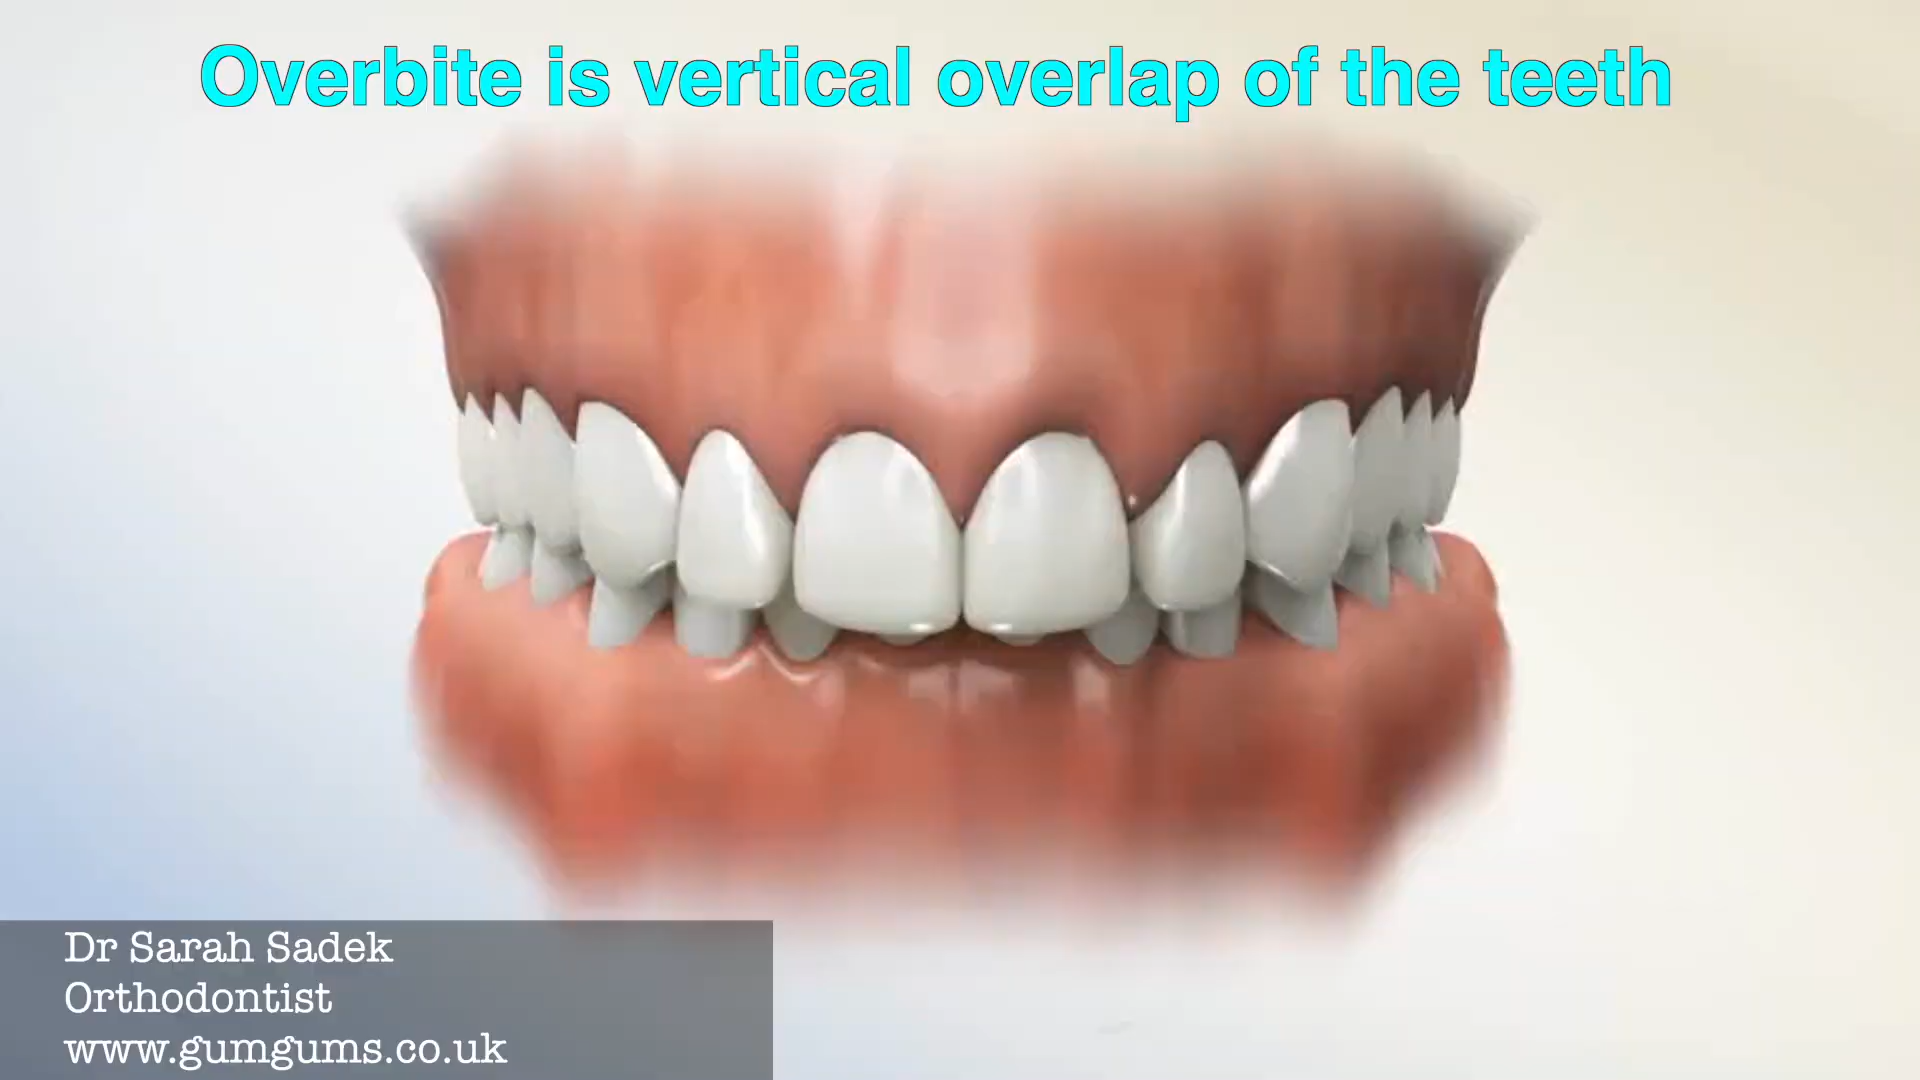 Overbite is vertical overlap of the teeth
Dr Sarah Sadek
Orthodontist
www.gumgums.co.uk